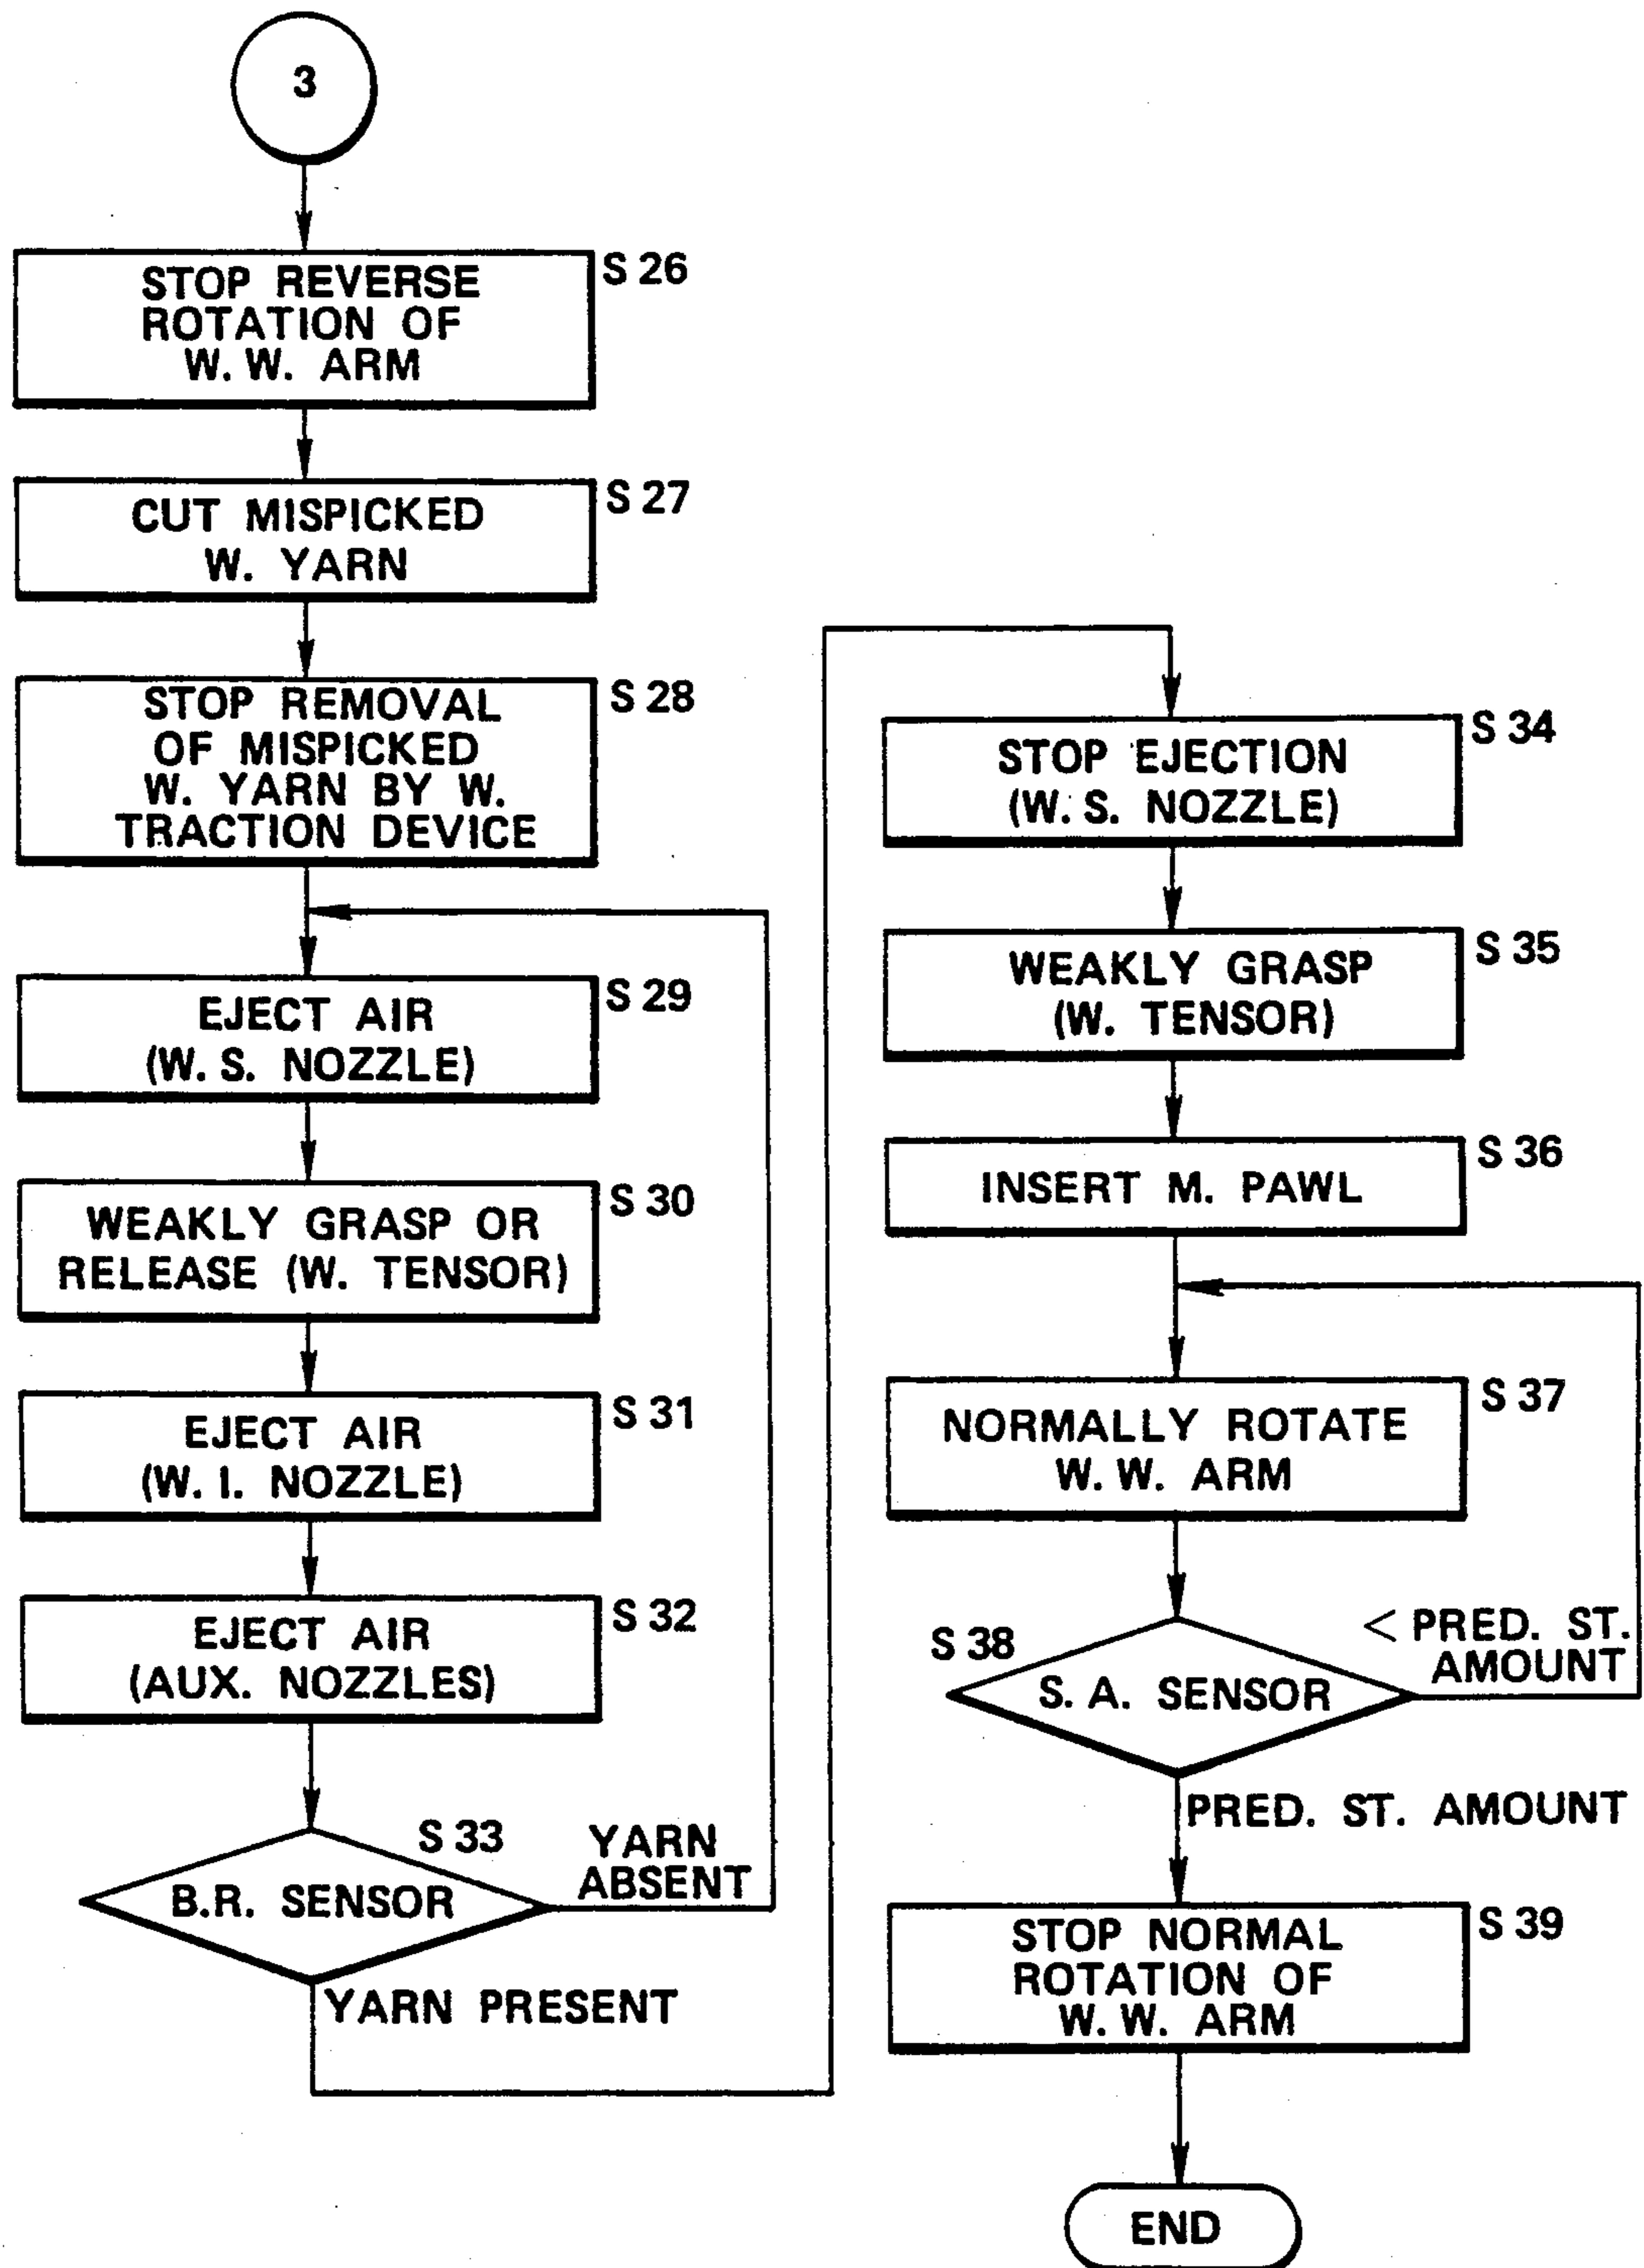 3
STOP REVERSE
ROTATION OF
W. W. ARM
S 26
CUT MISPICKED
W. YARN
S 27
STOP REMOVAL
OF MISPICKED
W. YARN BY W.
TRACTION DEVICE
S 28
EJECT AIR
(W. S. NOZZLE)
S 29
WEAKLY GRASP OR
RELEASE (W. TENSOR)
S 30
EJECT AIR
(W. I. NOZZLE)
S 31
EJECT AIR
(AUX. NOZZLES)
S 32
S 33
B.R. SENSOR
YARN
ABSENT
YARN PRESENT
STOP EJECTION
(W. S. NOZZLE)
S 34
WEAKLY GRASP
(W. TENSOR)
S 35
INSERT M. PAWL
S 36
NORMALLY ROTATE
W. W. ARM
S 37
S 38
S. A. SENSOR
< PRED. ST.
AMOUNT
PRED. ST. AMOUNT
STOP NORMAL
ROTATION OF
W. W. ARM
S 39
END